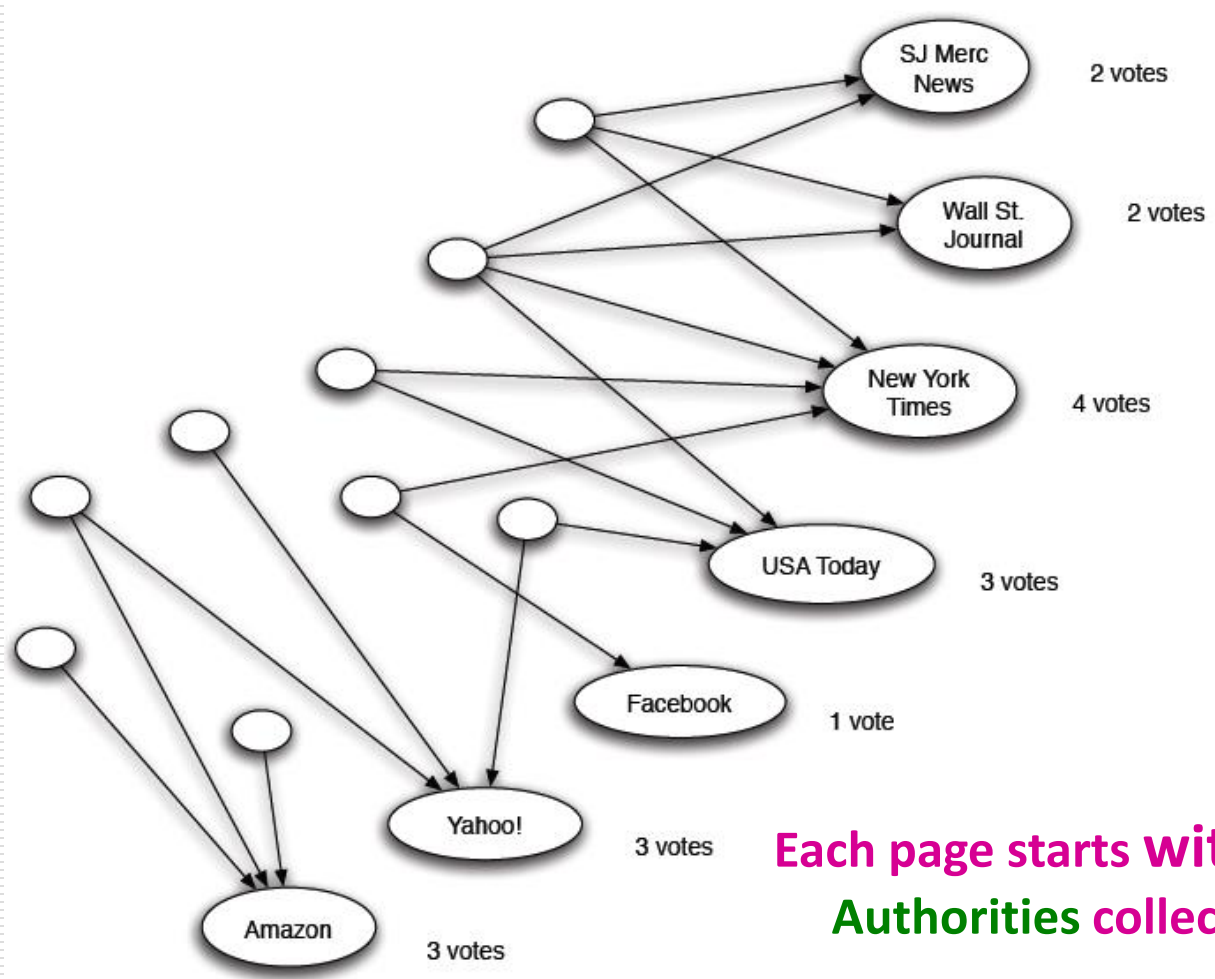 SJ Merc
News
2 votes
Wall St.
Journal
2 votes
New York
Times
4 votes
USA Today
3 votes
Facebook
1 vote
Yahoo!
3 votes
Each page starts
Authorities
Amazon
3 votes